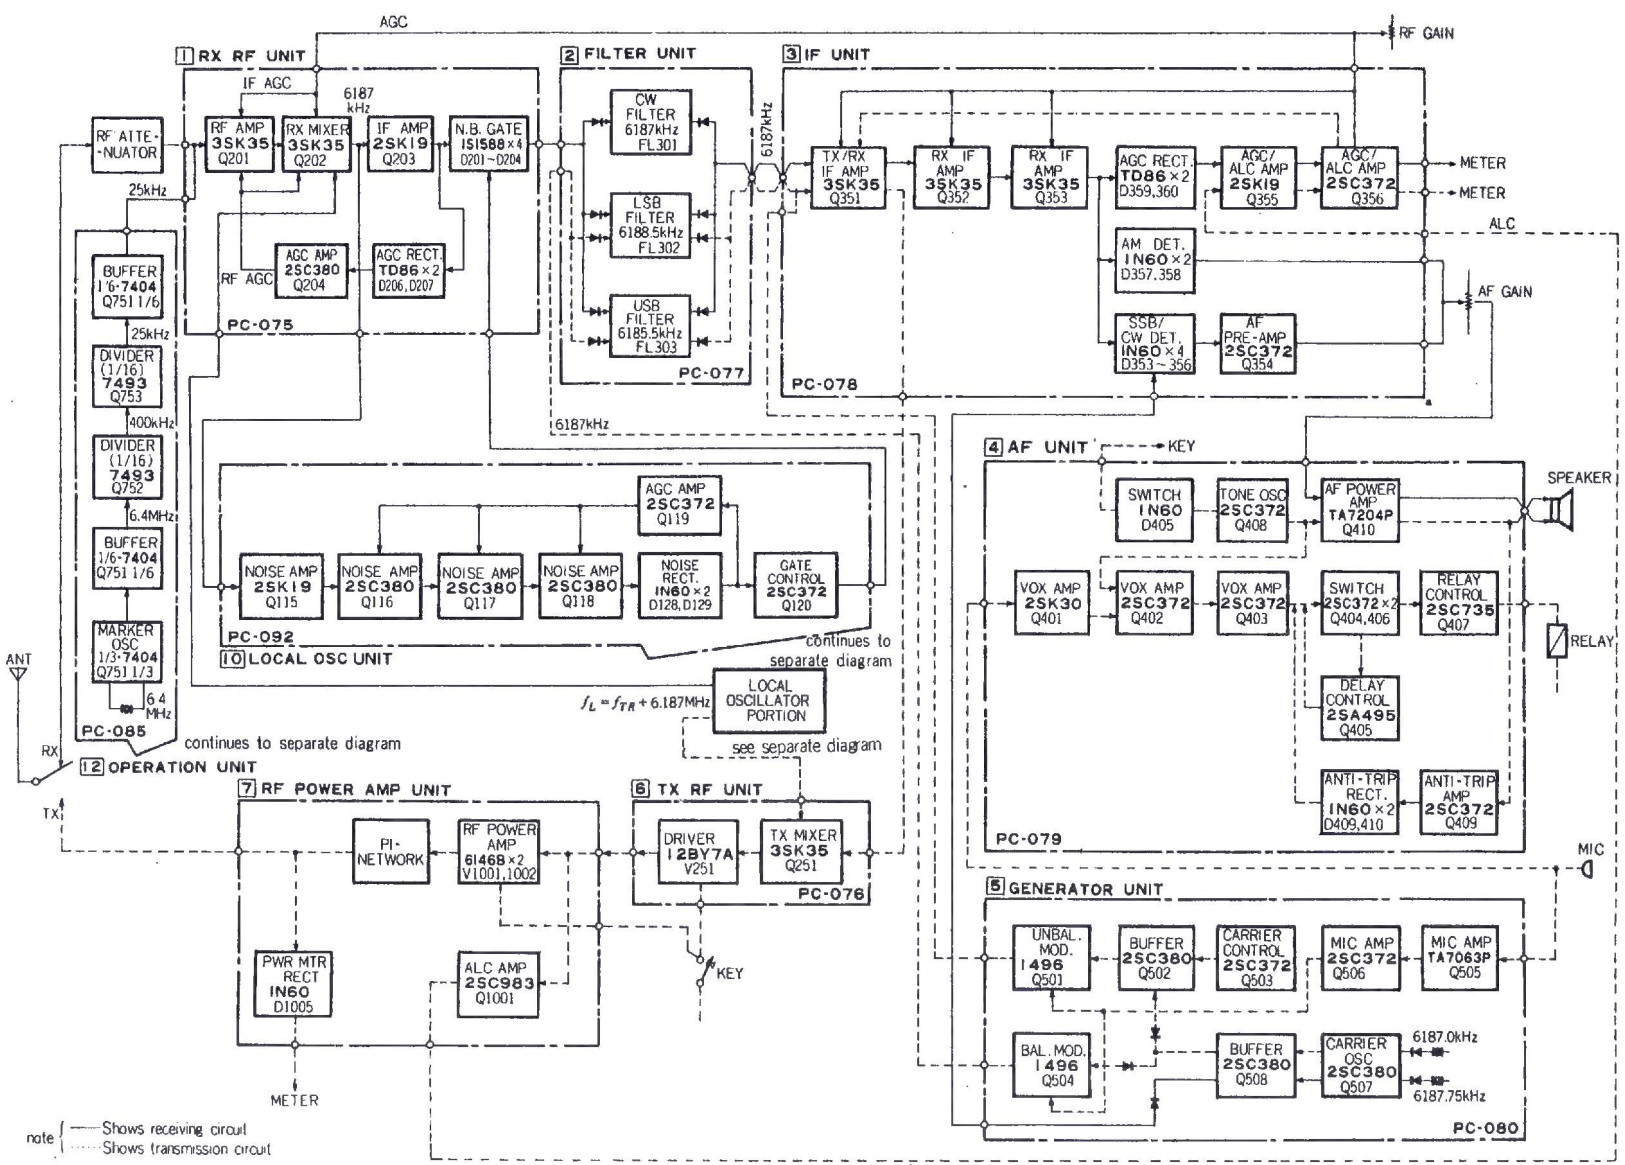 AGC
RF GAIN
1 RX RF UNIT
IF AGC
6187
kHz
RF ATTE-
-NUATOR
RF AMP
3SK35
Q201
RX MIXER
3SK35
Q202
IF AMP
2SK19
Q203
N.B. GATE
1S1588×4
D201~D204
25kHz
AGC AMP
2SC380
Q204
AGC RECT.
TD86×2
D206,D207
RF AGC
PC-075
2 FILTER UNIT
CW
FILTER
6187kHz
FL301
LSB
FILTER
6188.5kHz
FL302
USB
FILTER
6185.5kHz
FL303
PC-077
6187kHz
6187kHz
3 IF UNIT
TX/RX
IF AMP
3SK35
Q351
RX IF
AMP
3SK35
Q352
RX IF
AMP
3SK35
Q353
AGC RECT.
TD86×2
D359,360
AGC/
ALC AMP
2SK19
Q355
AGC/
ALC AMP
2SC372
Q356
METER
METER
ALC
AM DET.
1N60×2
D357,358
AF GAIN
SSB/
CW DET.
1N60×4
D353~356
AF
PRE-AMP
2SC372
Q354
PC-078
BUFFER
1/6-7404
Q751 1/6
25kHz
DIVIDER
(1/16)
7493
Q753
400kHz
DIVIDER
(1/16)
7493
Q752
6.4MHz
BUFFER
1/6-7404
Q751 1/6
MARKER
OSC
1/3-7404
Q751 1/3
6.4
MHz
PC-085
continues to separate diagram
12 OPERATION UNIT
ANT
RX
TX
AGC AMP
2SC372
Q119
NOISE AMP
2SK19
Q115
NOISE AMP
2SC380
Q116
NOISE AMP
2SC380
Q117
NOISE AMP
2SC380
Q118
NOISE
RECT.
1N60×2
D128,D129
GATE
CONTROL
2SC372
Q120
PC-092
10 LOCAL OSC UNIT
continues to
separate diagram
fL=fTR+6.187MHz
LOCAL
OSCILLATOR
PORTION
see separate diagram
4 AF UNIT
KEY
SWITCH
1N60
D405
TONE OSC
2SC372
Q408
AF POWER
AMP
TA7204P
Q410
SPEAKER
VOX AMP
2SK30
Q401
VOX AMP
2SC372
Q402
VOX AMP
2SC372
Q403
SWITCH
2SC372×2
Q404,406
RELAY
CONTROL
2SC735
Q407
RELAY
DELAY
CONTROL
2SA495
Q405
ANTI-TRIP
RECT.
1N60×2
D409,410
ANTI-TRIP
AMP
2SC372
Q409
PC-079
MIC
7 RF POWER AMP UNIT
PI-
NETWORK
RF POWER
AMP
6146B×2
V1001,1002
PWR MTR
RECT
1N60
D1005
ALC AMP
2SC983
Q1001
METER
6 TX RF UNIT
DRIVER
12BY7A
V251
TX MIXER
3SK35
Q251
PC-076
KEY
5 GENERATOR UNIT
UNBAL.
MOD.
1496
Q501
BUFFER
2SC380
Q502
CARRIER
CONTROL
2SC372
Q503
MIC AMP
2SC372
Q506
MIC AMP
TA7063P
Q505
BAL. MOD.
1496
Q504
BUFFER
2SC380
Q508
CARRIER
OSC
2SC380
Q507
6187.0kHz
6187.75kHz
PC-080
note
Shows receiving circuit
Shows transmission circuit